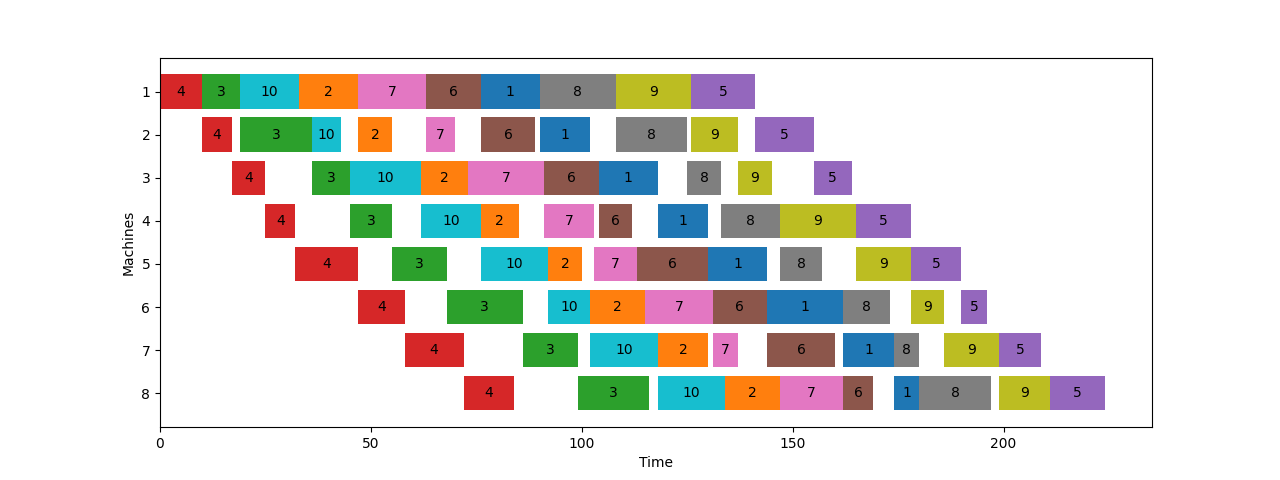 1 4 3 10 2 7 6 1 8 9 5
2 4 3 10 2 7 6 1 8 9 5
3 4 3 10 2 7 6 1 8 9 5
4 4 3 10 2 7 6 1 8 9 5
5 4 3 10 2 7 6 1 8 9 5
6 4 3 10 2 7 6 1 8 9 5
7 4 3 10 2 7 6 1 8 9 5
8 4 3 10 2 7 6 1 8 9 5
Machines
0 50 100 150 200
Time